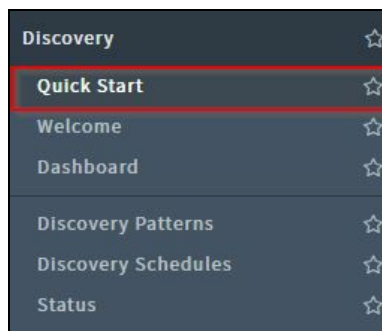 Discovery
Quick Start
Welcome
Dashboard
Discovery Patterns
Discovery Schedules
Status